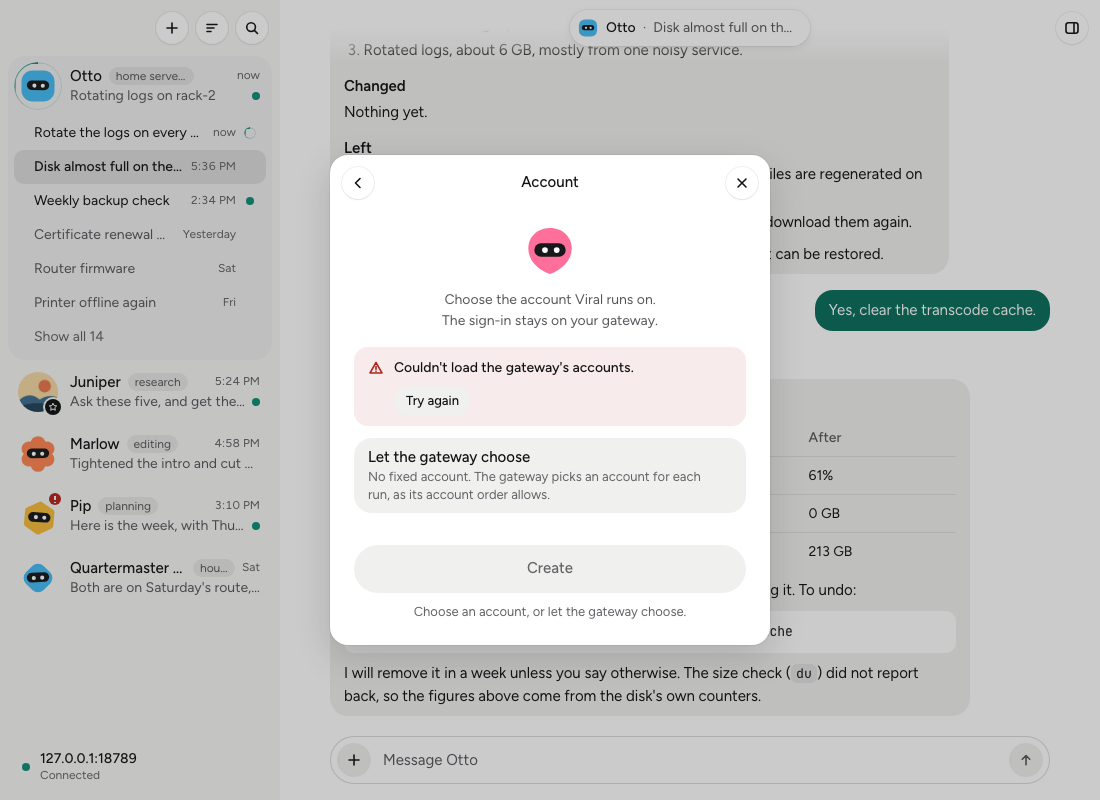 Otto · Disk almost full on th…
Otto home serve… now
Rotating logs on rack-2
Rotate the logs on every … now
Disk almost full on the… 5:36 PM
Weekly backup check 2:34 PM
Certificate renewal … Yesterday
Router firmware Sat
Printer offline again Fri
Show all 14
Juniper research 5:24 PM
Ask these five, and get the…
Marlow editing 4:58 PM
Tightened the intro and cut …
Pip planning 3:10 PM
Here is the week, with Thu…
Quartermaster … hou… Sat
Both are on Saturday's route,…
127.0.0.1:18789
Connected
3. Rotated logs, about 6 GB, mostly from one noisy service.
Changed
Nothing yet.
Left
iles are regenerated on
download them again.
t can be restored.
Yes, clear the transcode cache.
Account
Choose the account Viral runs on.
The sign-in stays on your gateway.
Couldn't load the gateway's accounts.
Try again
Let the gateway choose
No fixed account. The gateway picks an account for each
run, as its account order allows.
Create
Choose an account, or let the gateway choose.
After
61%
0 GB
213 GB
g it. To undo:
che
I will remove it in a week unless you say otherwise. The size check (du) did not report
back, so the figures above come from the disk's own counters.
Message Otto